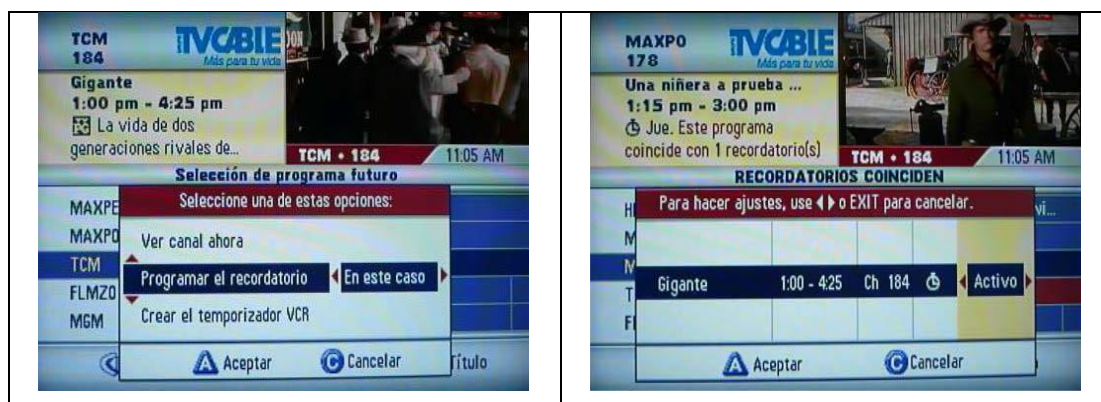 TCM
184
TVCABLE
Más para tu vida
Gigante
1:00 pm - 4:25 pm
La vida de dos
generaciones rivales de...
TCM • 184
11:05 AM
Selección de programa futuro
Seleccione una de estas opciones:
MAXPE
MAXPO
TCM
FLMZO
MGM
Ver canal ahora
Programar el recordatorio
En este caso
Crear el temporizador VCR
A Aceptar
C Cancelar
Título
MAXPO
178
TVCABLE
Más para tu vida
Una niñera a prueba ...
1:15 pm - 3:00 pm
Jue. Este programa
coincide con 1 recordatorio(s)
TCM • 184
11:05 AM
RECORDATORIOS COINCIDEN
Para hacer ajustes, use o EXIT para cancelar.
Gigante 1:00 - 4:25 Ch 184 Activo
A Aceptar
C Cancelar